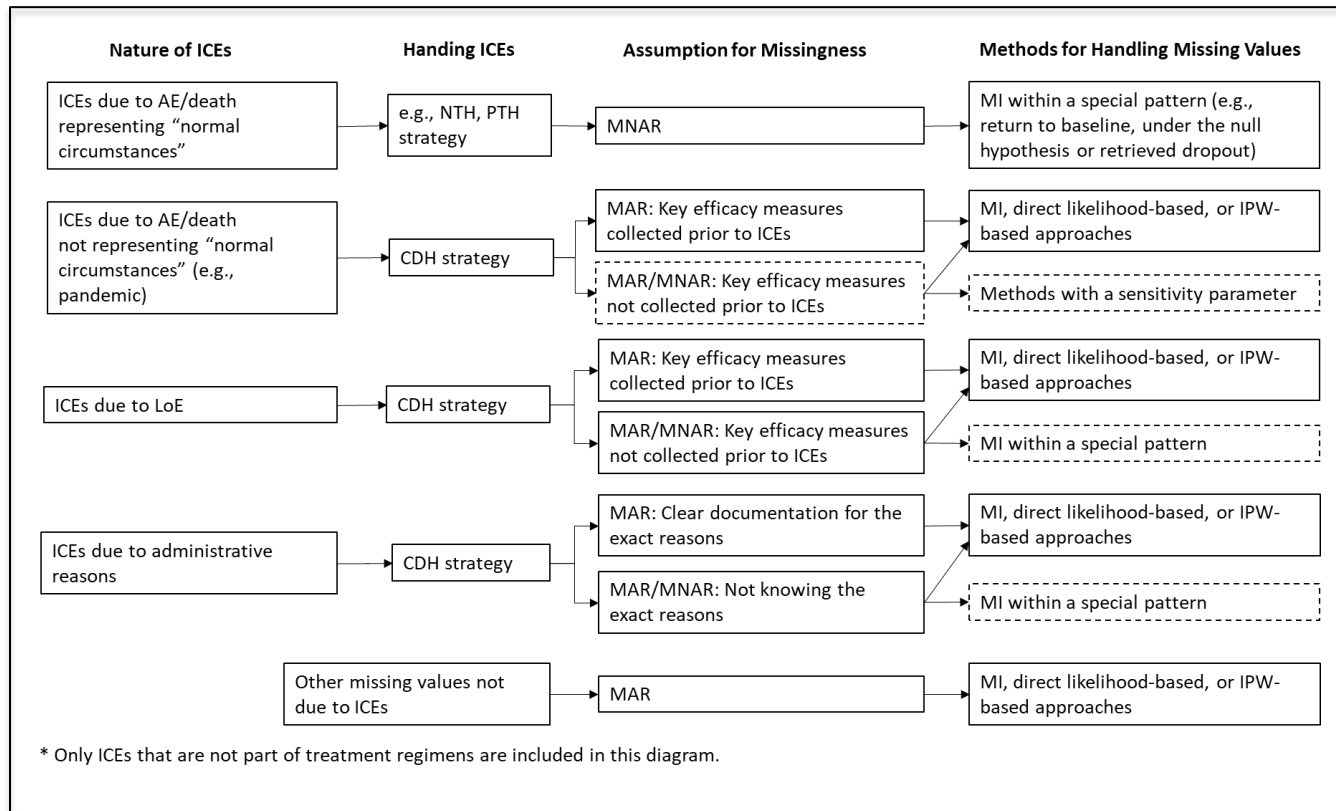 Nature of ICEs
Handing ICEs
Assumption for Missingness
Methods for Handling Missing Values
ICEs due to AE/death
representing “normal
circumstances”
e.g., NTH, PTH
strategy
MNAR
MI within a special pattern (e.g.,
return to baseline, under the null
hypothesis or retrieved dropout)
ICEs due to AE/death
not representing “normal
circumstances” (e.g.,
pandemic)
CDH strategy
MAR: Key efficacy measures
collected prior to ICEs
MAR/MNAR: Key efficacy measures
not collected prior to ICEs
MI, direct likelihood-based, or IPW-
based approaches
Methods with a sensitivity parameter
ICEs due to LoE
CDH strategy
MAR: Key efficacy measures
collected prior to ICEs
MAR/MNAR: Key efficacy measures
not collected prior to ICEs
MI, direct likelihood-based, or IPW-
based approaches
MI within a special pattern
ICEs due to administrative
reasons
CDH strategy
MAR: Clear documentation for the
exact reasons
MAR/MNAR: Not knowing the
exact reasons
MI, direct likelihood-based, or IPW-
based approaches
MI within a special pattern
Other missing values not
due to ICEs
MAR
MI, direct likelihood-based, or IPW-
based approaches
* Only ICEs that are not part of treatment regimens are included in this diagram.